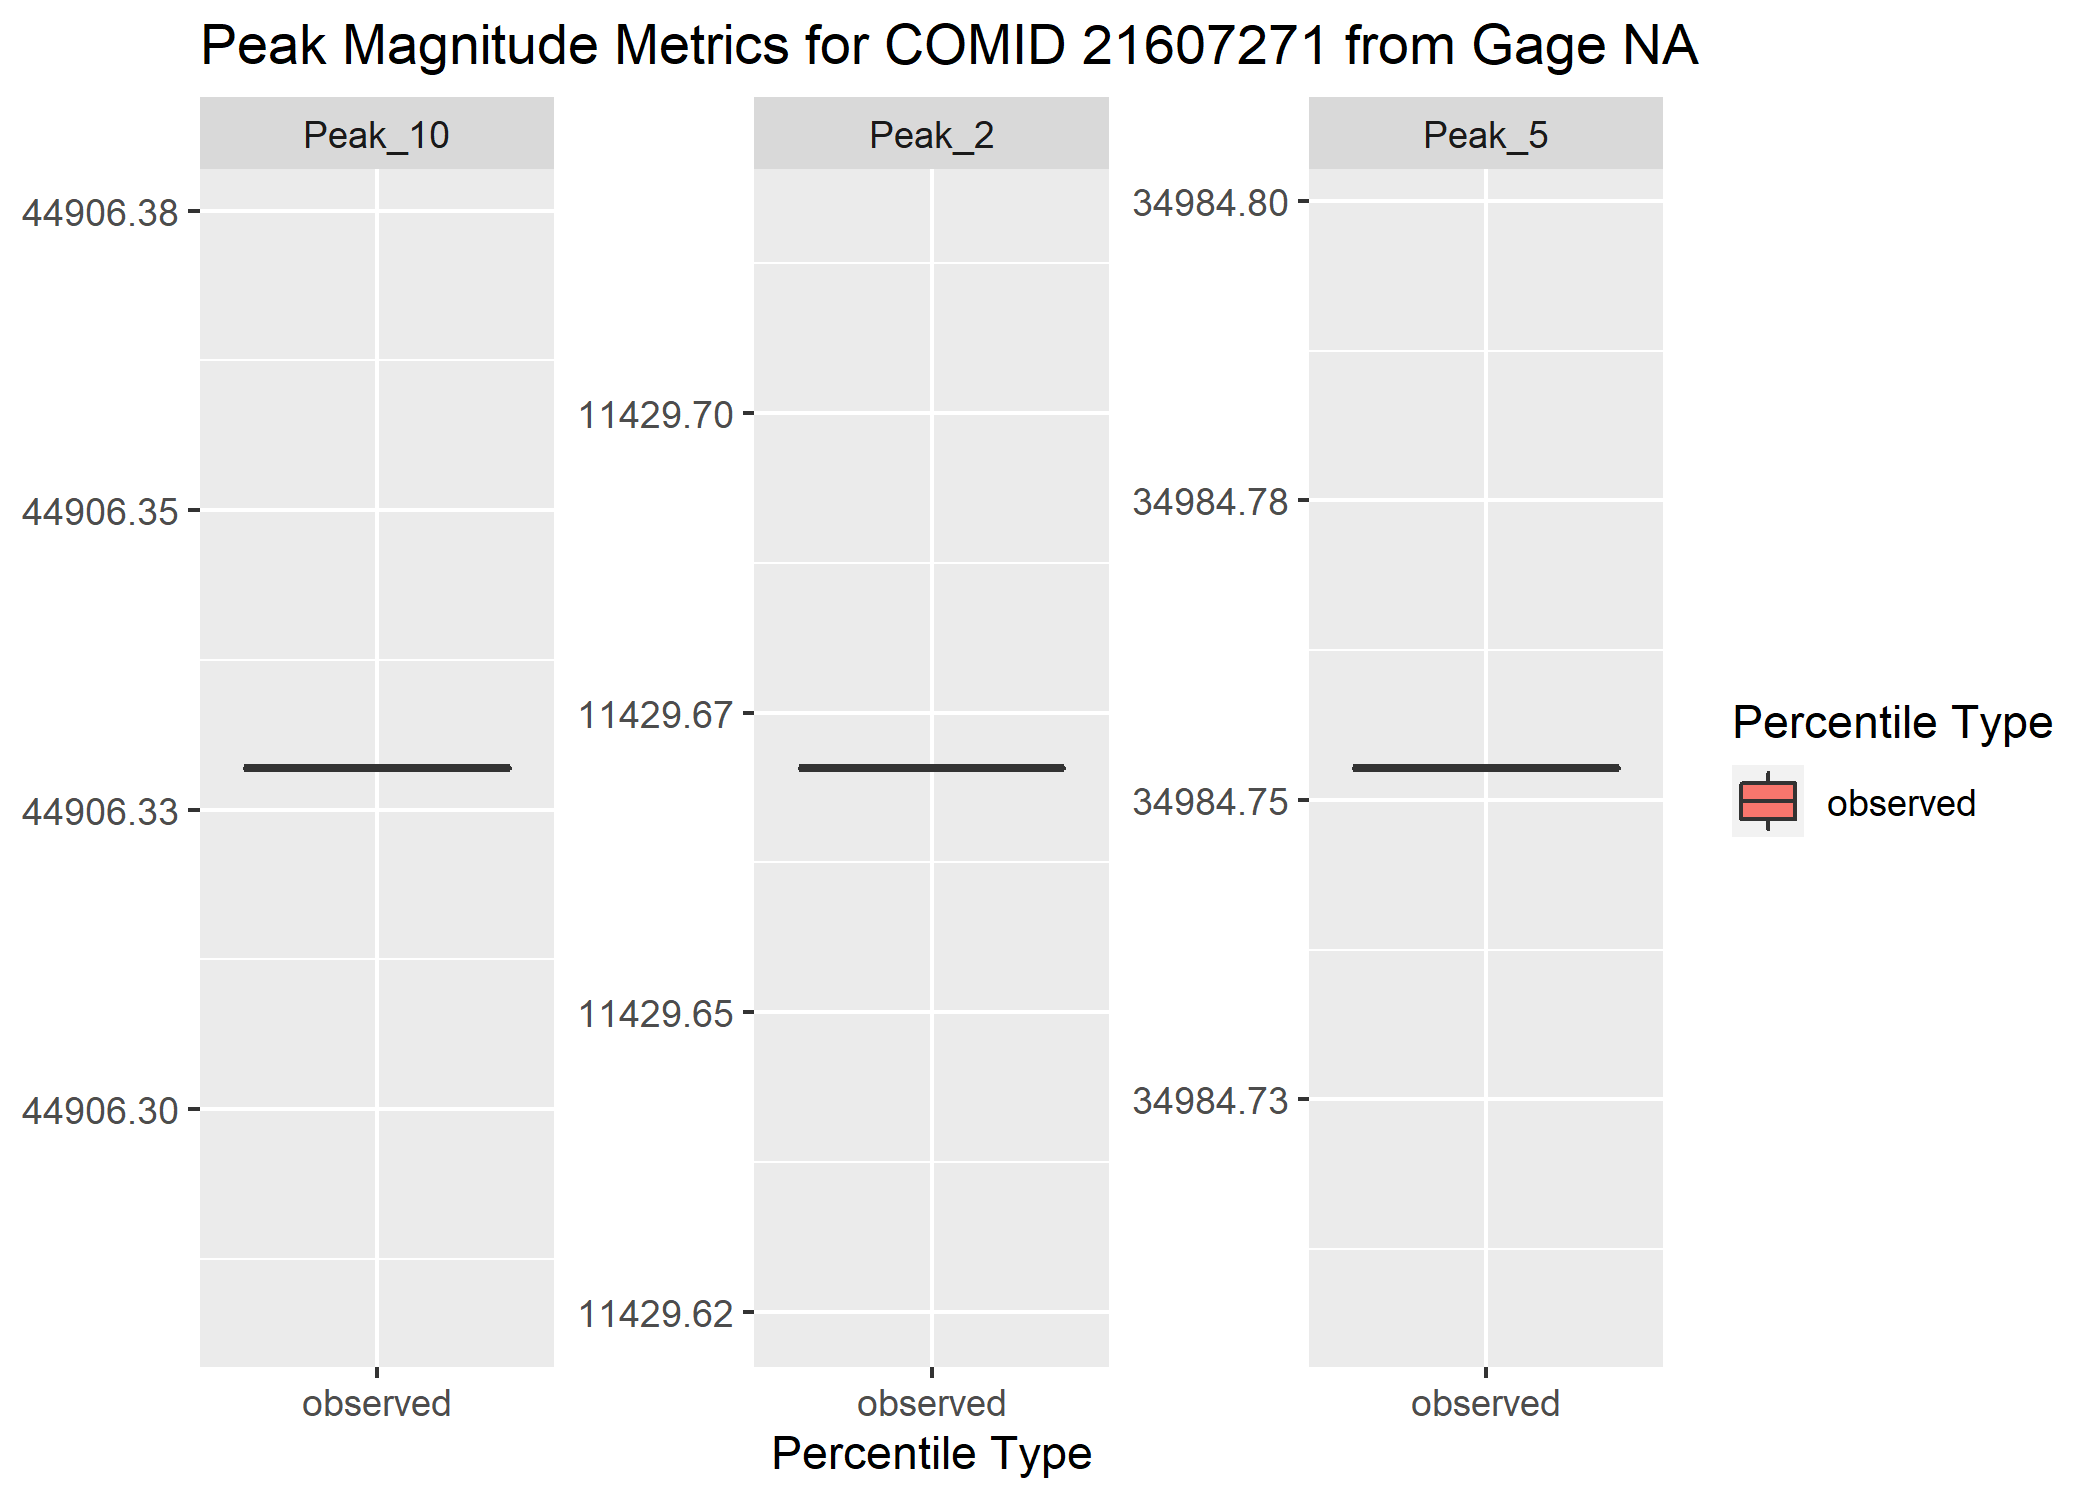 Peak Magnitude Metrics for COMID 21607271 from Gage NA
Peak_10
44906.38
44906.35
44906.33
44906.30
observed
Peak_2
11429.70
11429.67
11429.65
11429.62
observed
Peak_5
34984.80
34984.78
34984.75
34984.73
observed
Percentile Type
Percentile Type
observed